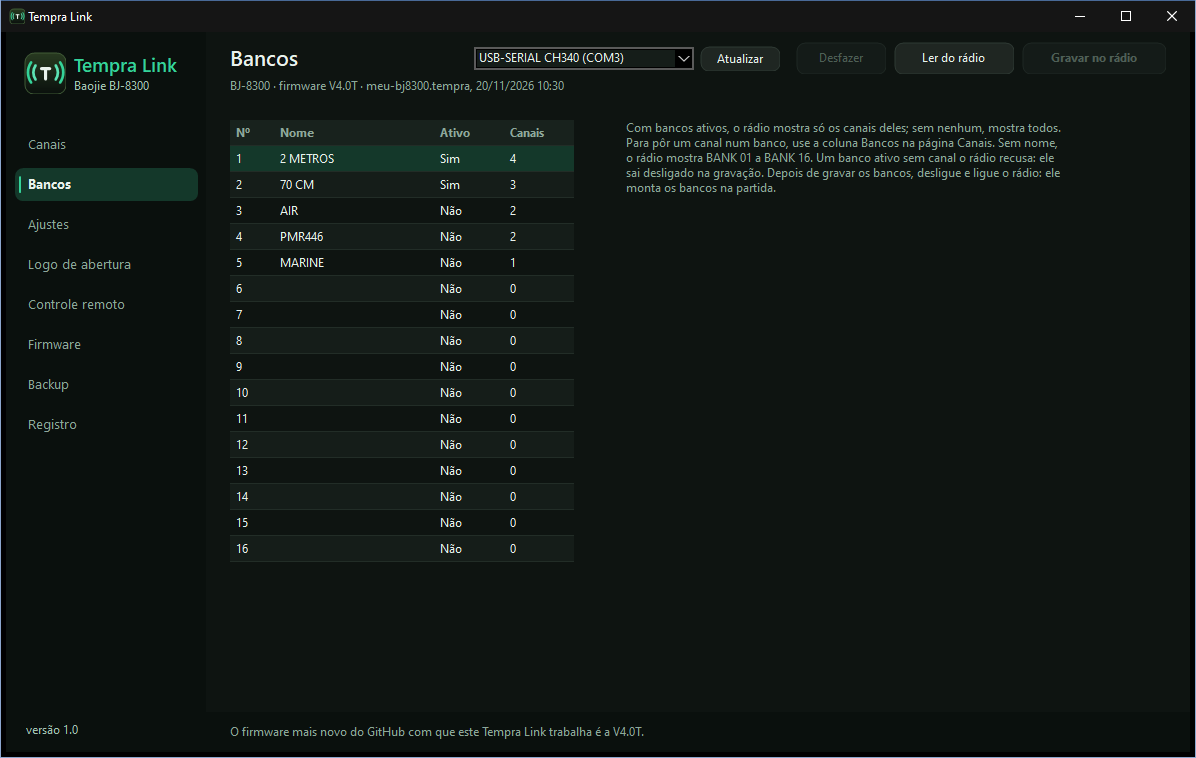 Tempra Link
Tempra Link
Baojie BJ-8300
Canais
Bancos
Ajustes
Logo de abertura
Controle remoto
Firmware
Backup
Registro
versão 1.0
Bancos
USB-SERIAL CH340 (COM3)
Atualizar
Desfazer
Ler do rádio
Gravar no rádio
BJ-8300 · firmware V4.0T · meu-bj8300.tempra, 20/11/2026 10:30
Nº Nome Ativo Canais
1 2 METROS Sim 4
2 70 CM Sim 3
3 AIR Não 2
4 PMR446 Não 2
5 MARINE Não 1
6 Não 0
7 Não 0
8 Não 0
9 Não 0
10 Não 0
11 Não 0
12 Não 0
13 Não 0
14 Não 0
15 Não 0
16 Não 0
Com bancos ativos, o rádio mostra só os canais deles; sem nenhum, mostra todos.
Para pôr um canal num banco, use a coluna Bancos na página Canais. Sem nome,
o rádio mostra BANK 01 a BANK 16. Um banco ativo sem canal o rádio recusa: ele
sai desligado na gravação. Depois de gravar os bancos, desligue e ligue o rádio: ele
monta os bancos na partida.
O firmware mais novo do GitHub com que este Tempra Link trabalha é a V4.0T.